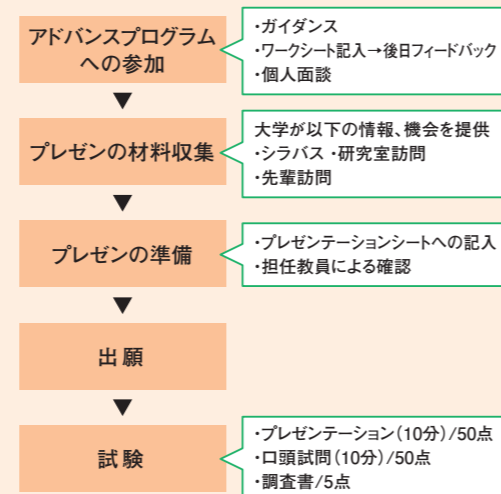 アドバンスプログラム
への参加
・ガイダンス
・ワークシート記入→後日フィードバック
・個人面談
▼
プレゼンの材料収集
大学が以下の情報、機会を提供
・シラバス ・研究室訪問
・先輩訪問
▼
プレゼンの準備
・プレゼンテーションシートへの記入
・担任教員による確認
▼
出願
▼
試験
・プレゼンテーション(10分)/50点
・口頭試問(10分)/50点
・調査書/5点